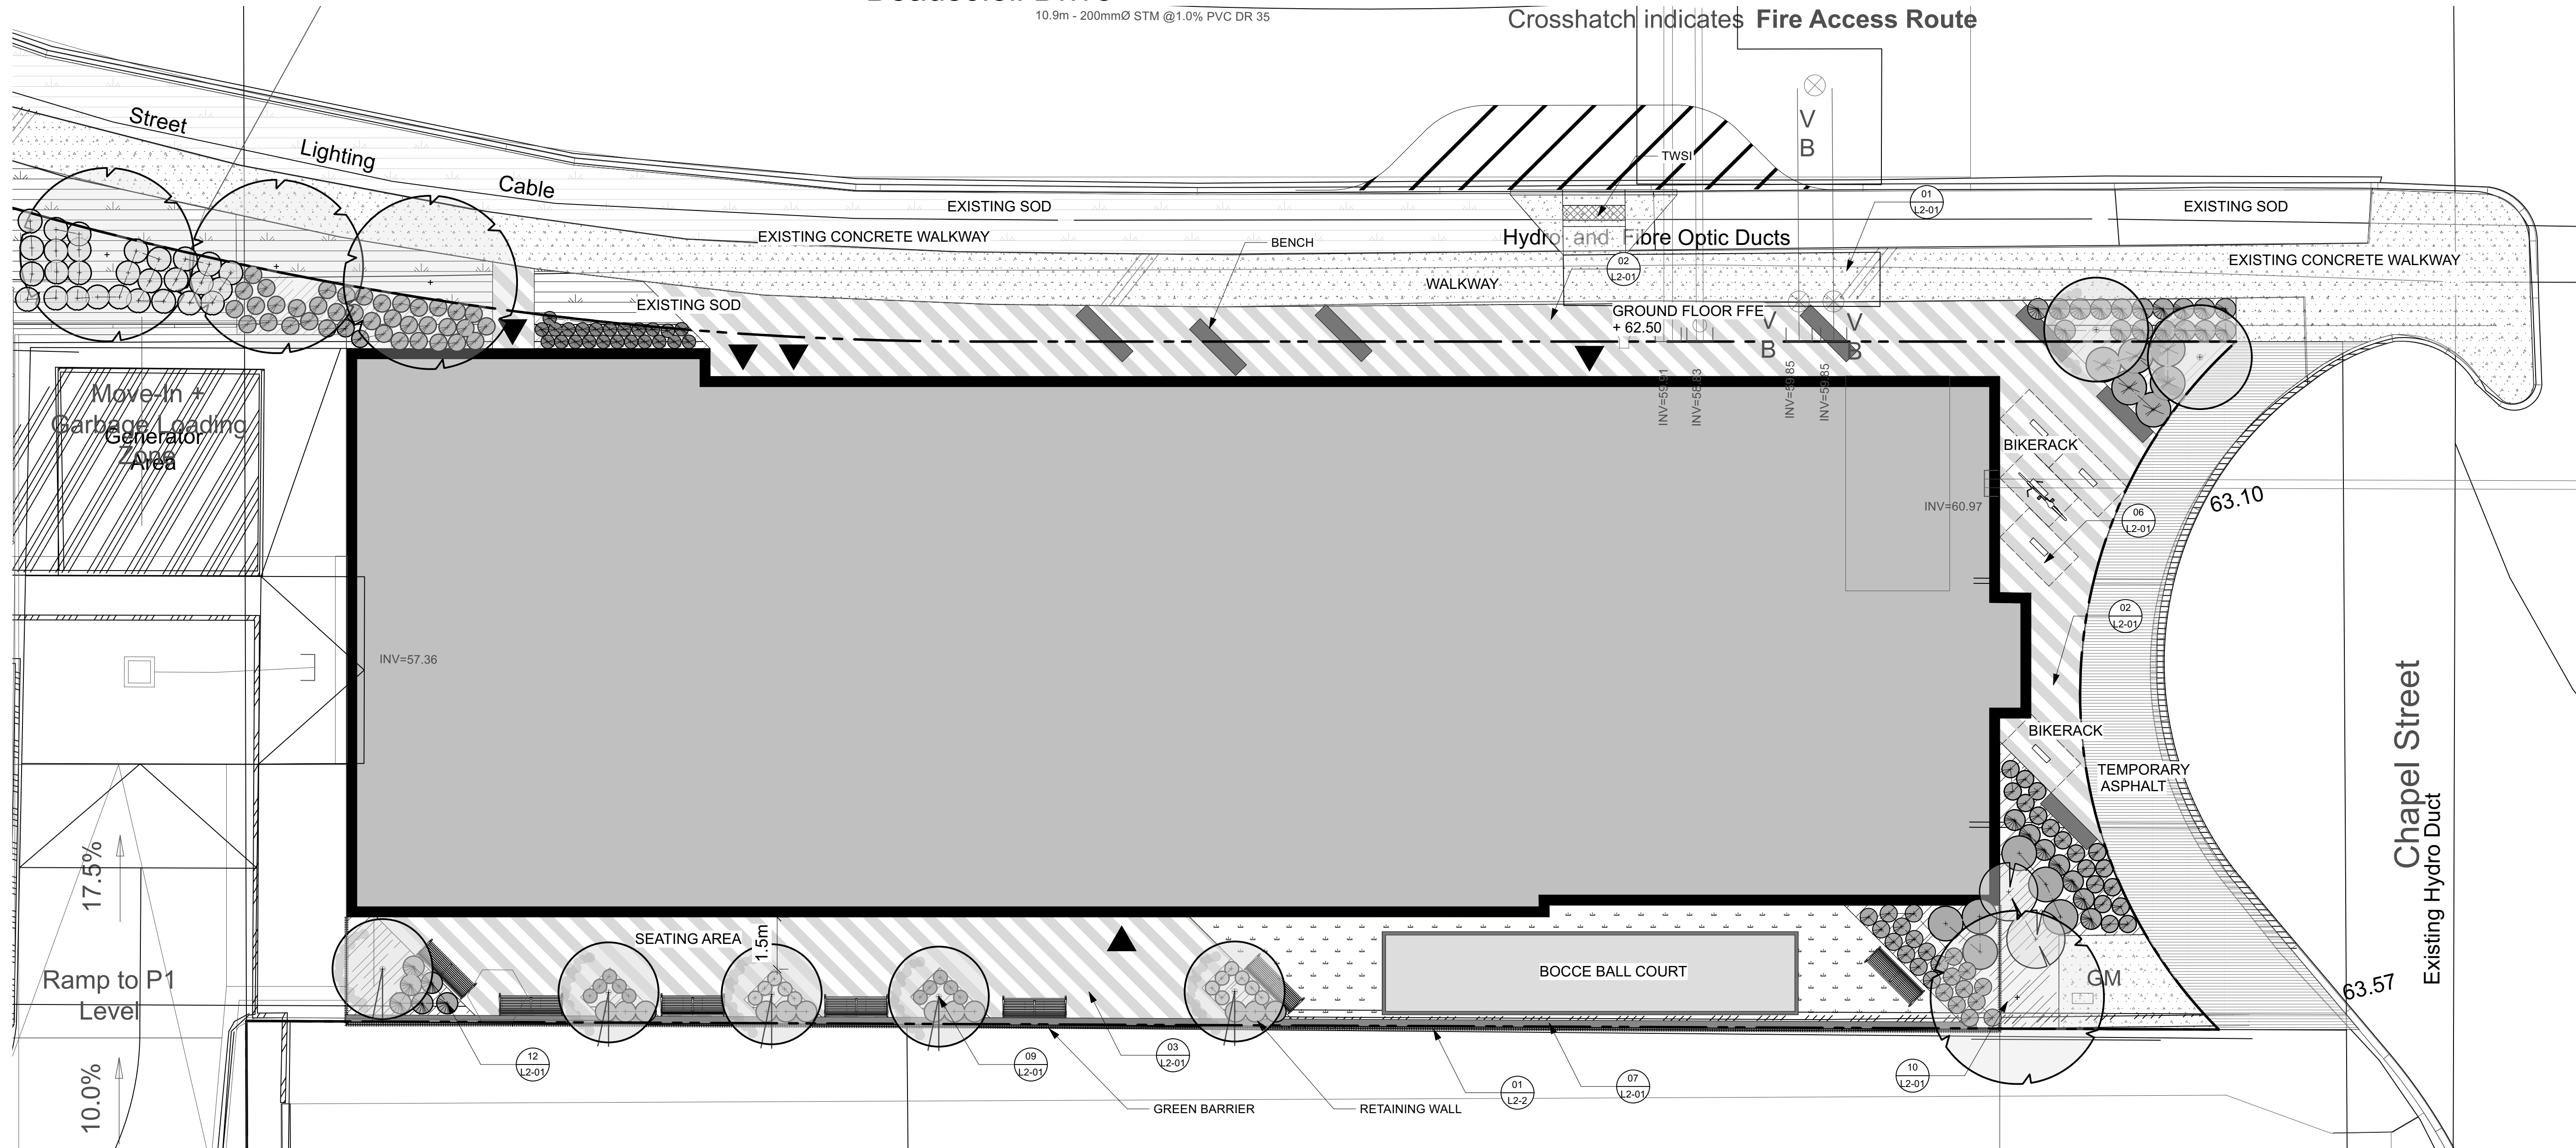 10.9m - 200mmØ STM @1.0% PVC DR 35
Crosshatch indicates Fire Access Route
Street
Lighting
Cable
V
B
TWSI
01
L2-01
EXISTING SOD
EXISTING SOD
EXISTING CONCRETE WALKWAY
BENCH
Hydro and Fibre Optic Ducts
02
L2-01
EXISTING CONCRETE WALKWAY
WALKWAY
EXISTING SOD
GROUND FLOOR FFE
+ 62.50
V
B
V
B
INV=59.91
INV=58.83
INV=59.85
INV=59.85
Move-In +
Garbage Loading
Zone
Generator
Area
BIKERACK
INV=60.97
63.10
06
L2-01
02
L2-01
INV=57.36
BIKERACK
TEMPORARY
ASPHALT
Chapel Street
Existing Hydro Duct
17.5%
SEATING AREA
1.5m
BOCCE BALL COURT
GM
63.57
Ramp to P1
Level
12
L2-01
09
L2-01
03
L2-01
01
L2-2
07
L2-01
10
L2-01
10.0%
GREEN BARRIER
RETAINING WALL